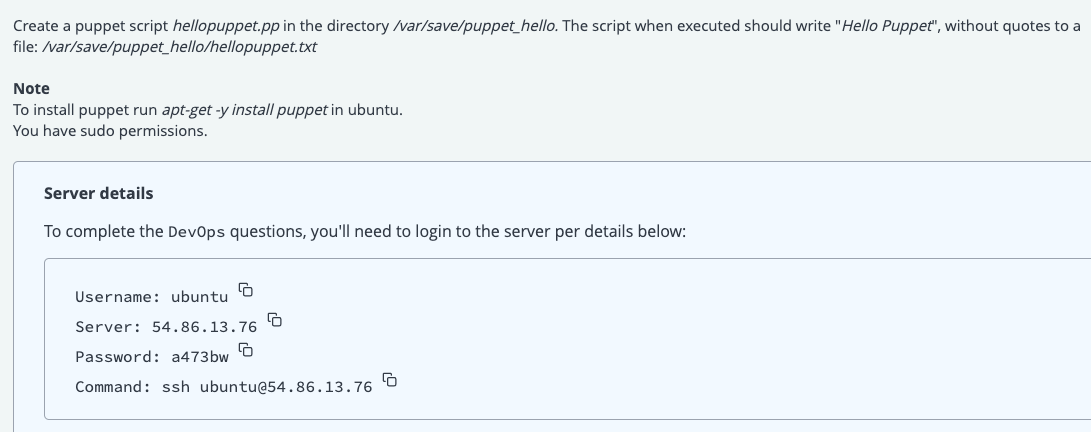 Create a puppet script hellopuppet.pp in the directory /var/save/puppet_hello. The script when executed should write "Hello Puppet", without quotes to a
file: /var/save/puppet_hello/hellopuppet.txt
Note
To install puppet run apt-get -y install puppet in ubuntu.
You have sudo permissions.
Server details
To complete the DevOps questions, you'll need to login to the server per details below:
Username: ubuntu
Server: 54.86.13.76
Password: a473bw
Command: ssh ubuntu@54.86.13.76